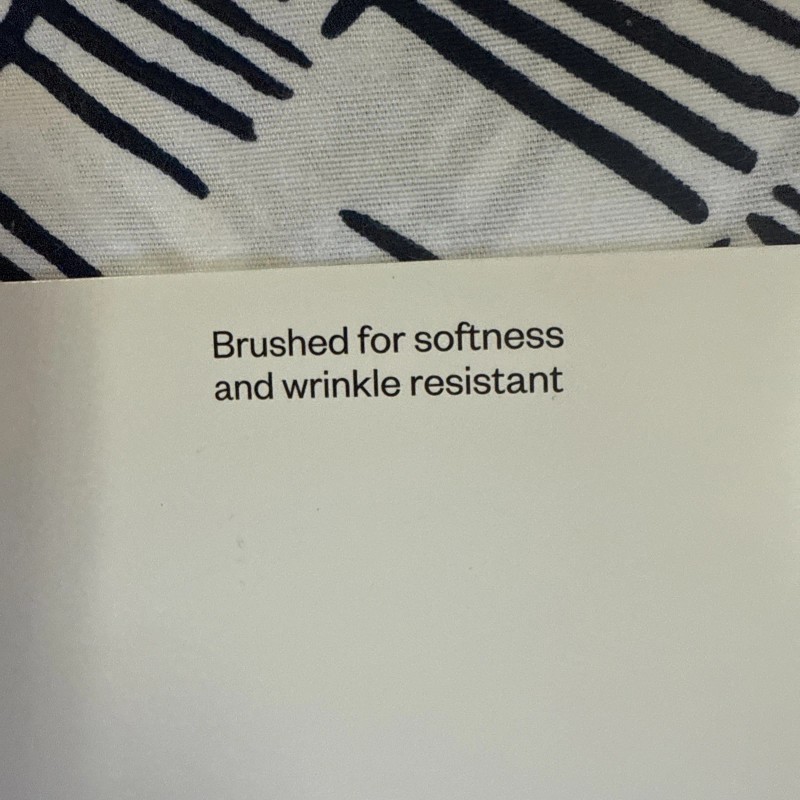 Brushed for softness
and wrinkle resistant